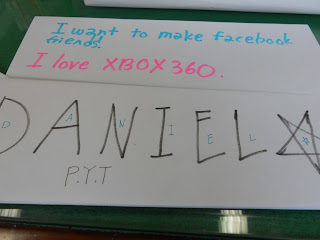 I want to make facebook
friends!
I love XBOX360.
DANIEL☆
D A N I E L
P.Y.T